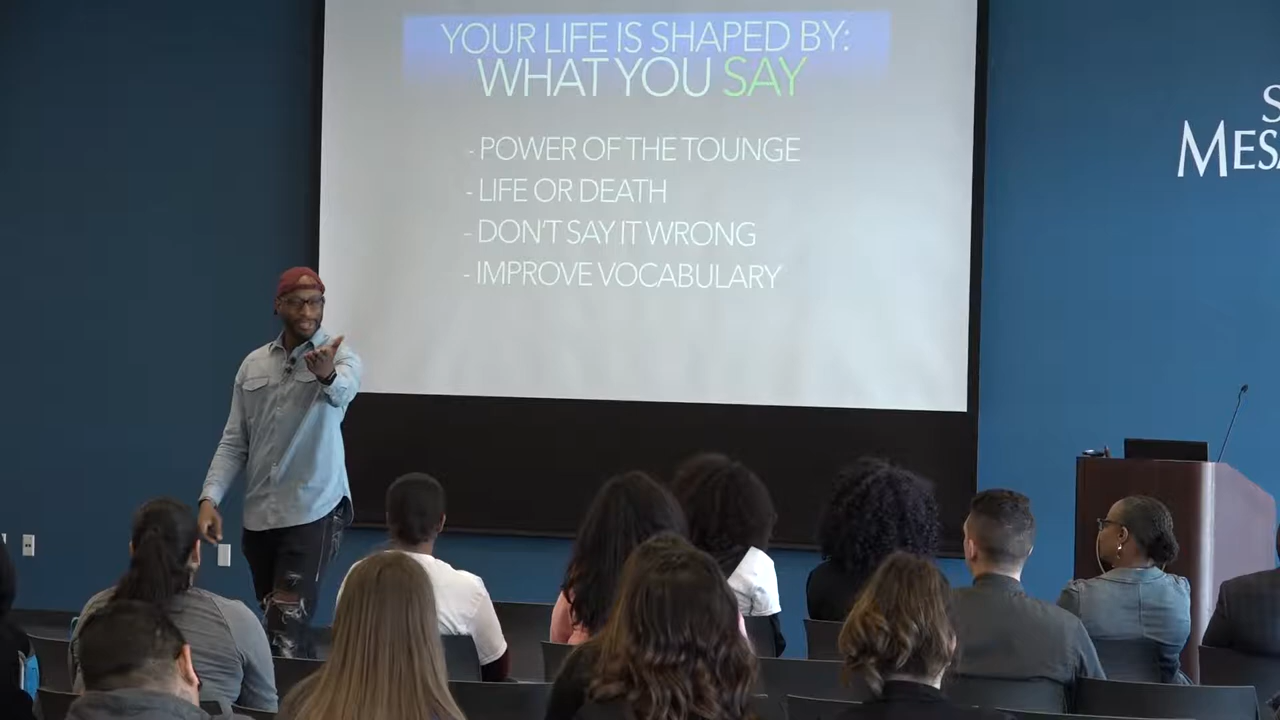 YOUR LIFE IS SHAPED BY:
WHAT YOU SAY
- POWER OF THE TOUNGE
- LIFE OR DEATH
- DON'T SAY IT WRONG
- IMPROVE VOCABULARY